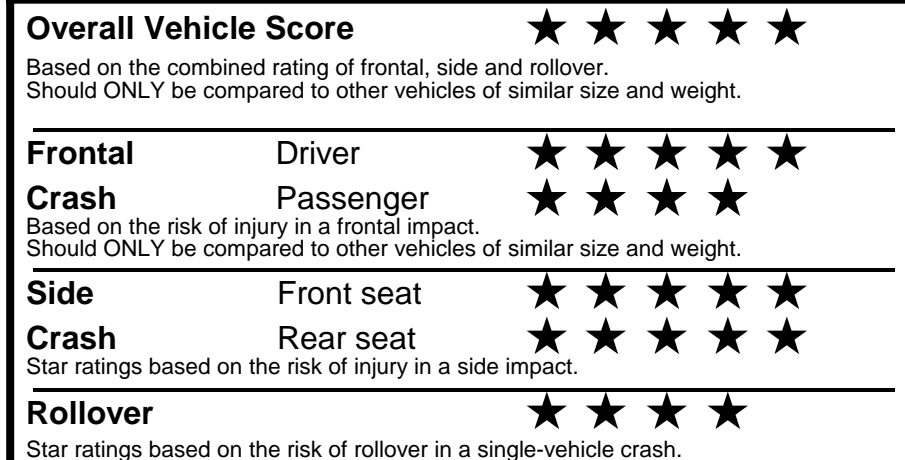 Overall Vehicle Score ★ ★ ★ ★ ★
Based on the combined rating of frontal, side and rollover.
Should ONLY be compared to other vehicles of similar size and weight.
Frontal Driver ★ ★ ★ ★ ★
Crash Passenger ★ ★ ★ ★
Based on the risk of injury in a frontal impact.
Should ONLY be compared to other vehicles of similar size and weight.
Side Front seat ★ ★ ★ ★ ★
Crash Rear seat ★ ★ ★ ★ ★
Star ratings based on the risk of injury in a side impact.
Rollover ★ ★ ★ ★
Star ratings based on the risk of rollover in a single-vehicle crash.